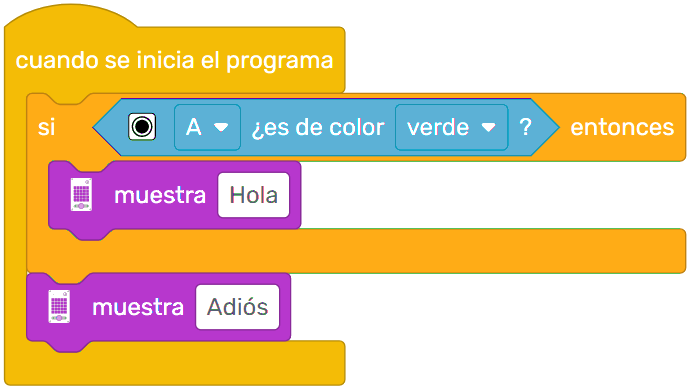 cuando se inicia el programa
si A ¿es de color verde ? entonces
muestra Hola
muestra Adiós